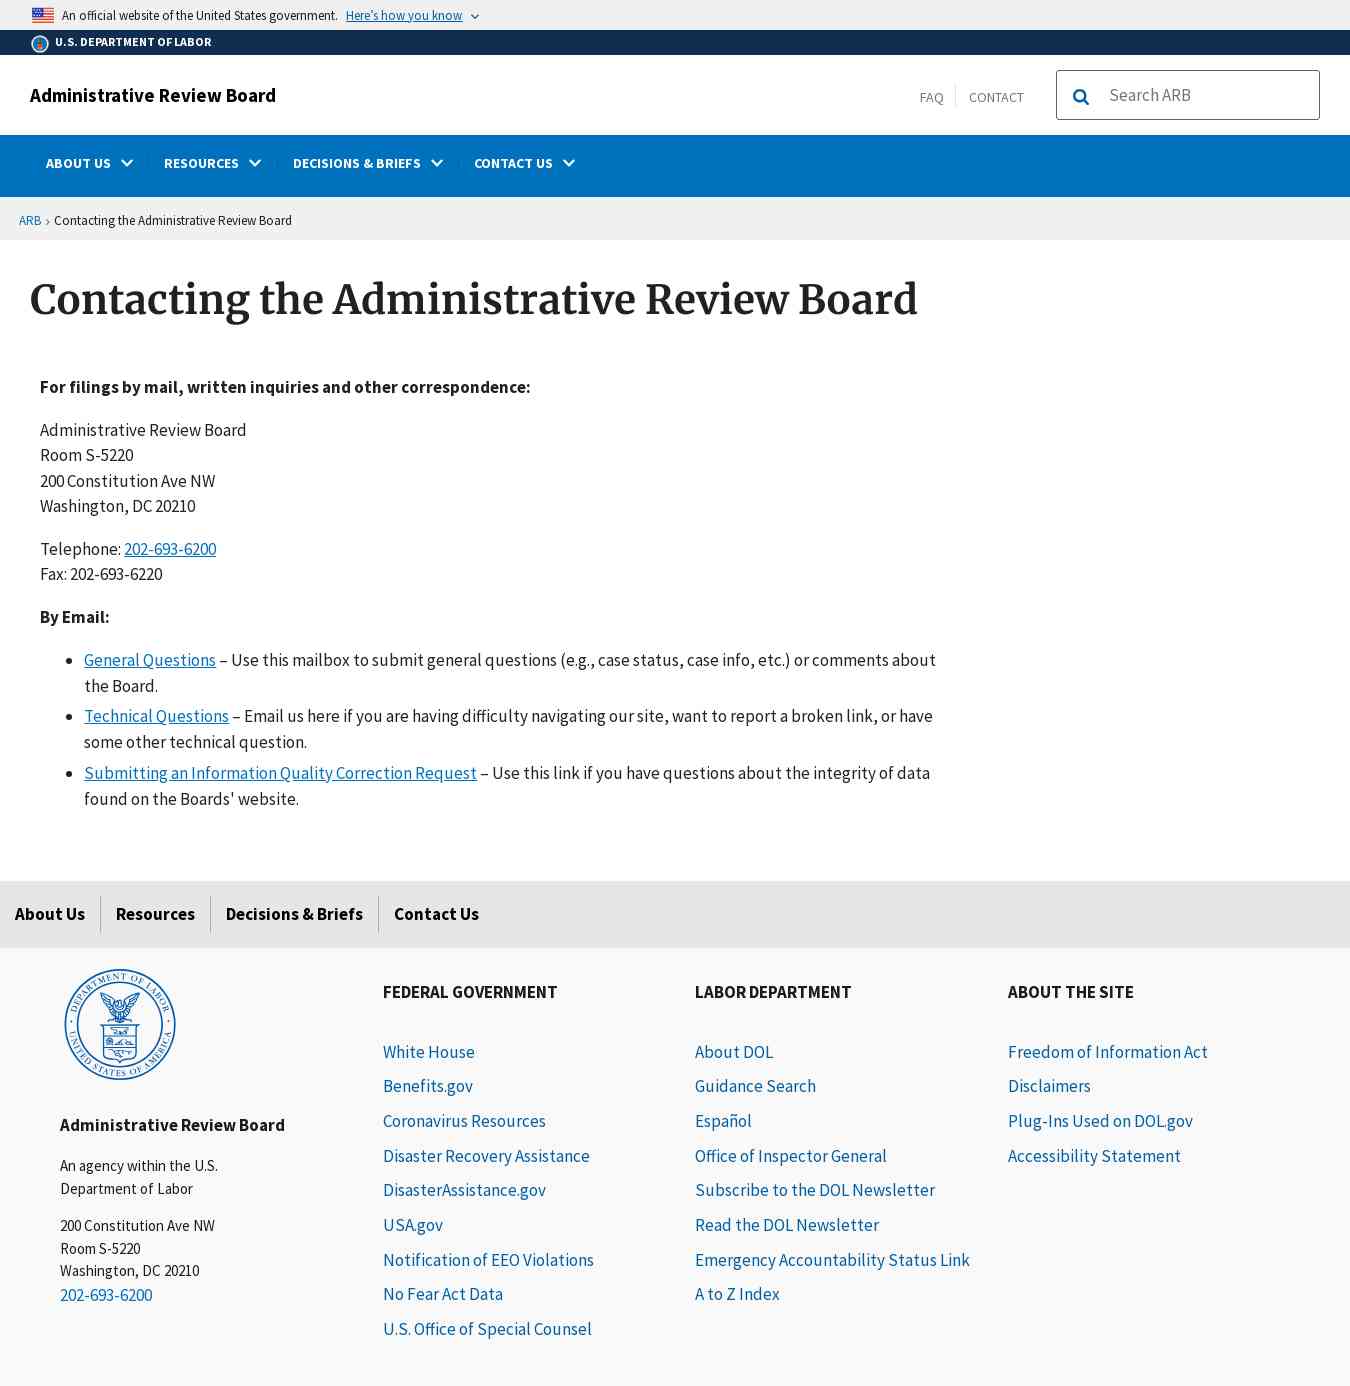 An official website of the United States government. Here's how you know
U.S. DEPARTMENT OF LABOR
Administrative Review Board
FAQ
CONTACT
Search ARB
ABOUT US
RESOURCES
DECISIONS & BRIEFS
CONTACT US
ARB › Contacting the Administrative Review Board
Contacting the Administrative Review Board
For filings by mail, written inquiries and other correspondence:
Administrative Review Board
Room S-5220
200 Constitution Ave NW
Washington, DC 20210
Telephone: 202-693-6200
Fax: 202-693-6220
By Email:
General Questions – Use this mailbox to submit general questions (e.g., case status, case info, etc.) or comments about
the Board.
Technical Questions – Email us here if you are having difficulty navigating our site, want to report a broken link, or have
some other technical question.
Submitting an Information Quality Correction Request – Use this link if you have questions about the integrity of data
found on the Boards' website.
About Us
Resources
Decisions & Briefs
Contact Us
DEPARTMENT OF LABOR
UNITED STATES OF AMERICA
Administrative Review Board
An agency within the U.S.
Department of Labor
200 Constitution Ave NW
Room S-5220
Washington, DC 20210
202-693-6200
FEDERAL GOVERNMENT
White House
Benefits.gov
Coronavirus Resources
Disaster Recovery Assistance
DisasterAssistance.gov
USA.gov
Notification of EEO Violations
No Fear Act Data
U.S. Office of Special Counsel
LABOR DEPARTMENT
About DOL
Guidance Search
Español
Office of Inspector General
Subscribe to the DOL Newsletter
Read the DOL Newsletter
Emergency Accountability Status Link
A to Z Index
ABOUT THE SITE
Freedom of Information Act
Disclaimers
Plug-Ins Used on DOL.gov
Accessibility Statement